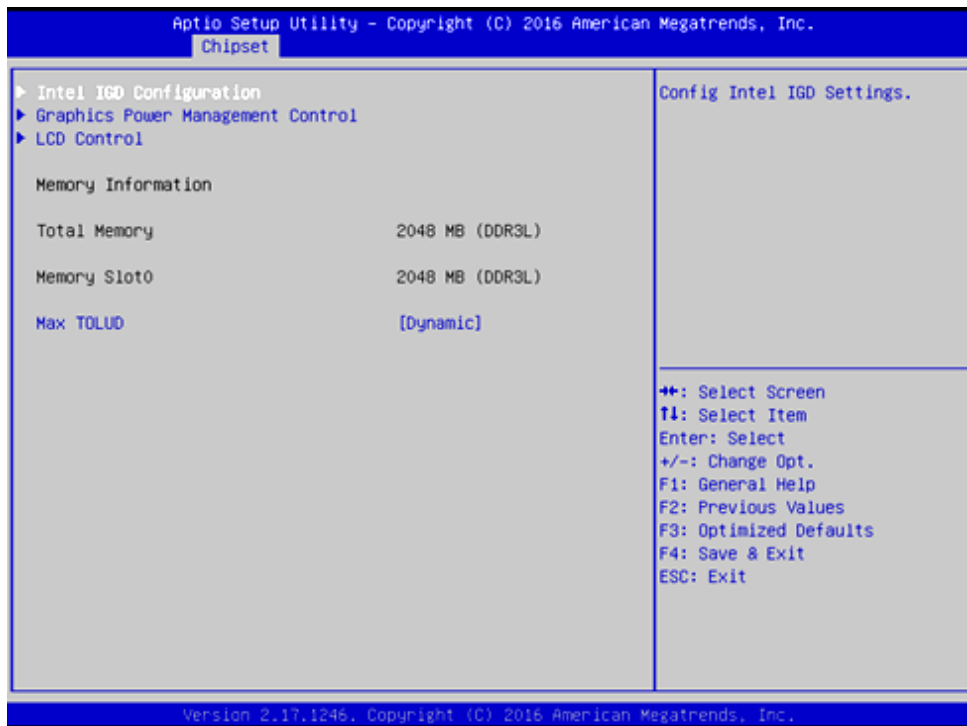 Aptio Setup Utility – Copyright (C) 2016 American Megatrends, Inc.
Chipset
Intel IGD Configuration
Graphics Power Management Control
LCD Control
Memory Information
Total Memory 2048 MB (DDR3L)
Memory Slot0 2048 MB (DDR3L)
Max TOLUD [Dynamic]
Config Intel IGD Settings.
→←: Select Screen
↑↓: Select Item
Enter: Select
+/-: Change Opt.
F1: General Help
F2: Previous Values
F3: Optimized Defaults
F4: Save & Exit
ESC: Exit
Version 2.17.1246. Copyright (C) 2016 American Megatrends, Inc.